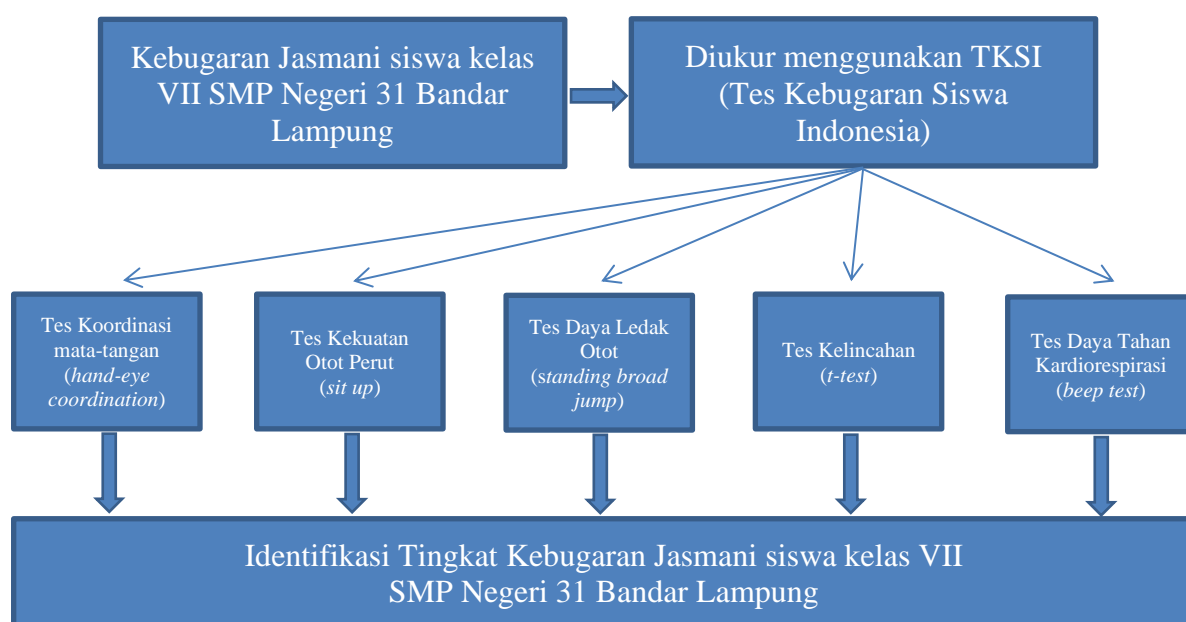 Kebugaran Jasmani siswa kelas
VII SMP Negeri 31 Bandar
Lampung
Diukur menggunakan TKSI
(Tes Kebugaran Siswa
Indonesia)
Tes Koordinasi
mata-tangan
(hand-eye
coordination)
Tes Kekuatan
Otot Perut
(sit up)
Tes Daya Ledak
Otot
(standing broad
jump)
Tes Kelincahan
(t-test)
Tes Daya Tahan
Kardiorespirasi
(beep test)
Identifikasi Tingkat Kebugaran Jasmani siswa kelas VII
SMP Negeri 31 Bandar Lampung